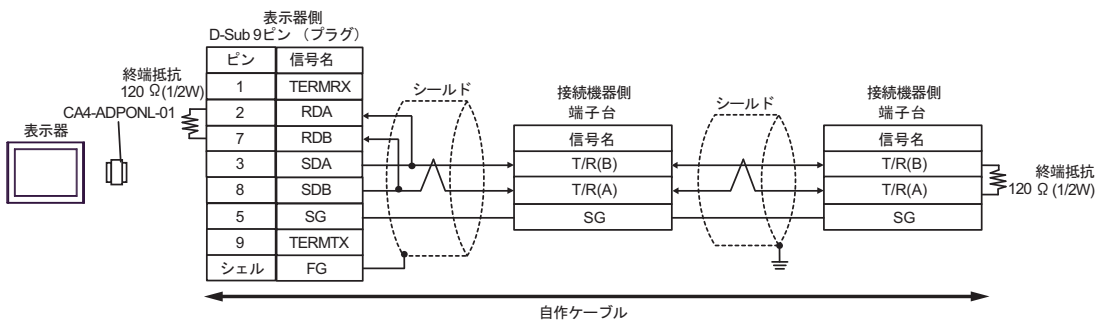 表示器側
D-Sub 9ピン （プラグ）
ピン 信号名
1 TERMRX
2 RDA
7 RDB
3 SDA
8 SDB
5 SG
9 TERMTX
シェル FG
終端抵抗
120 Ω(1/2W)
CA4-ADPONL-01
表示器
シールド
接続機器側
端子台
信号名
T/R(B)
T/R(A)
SG
シールド
接続機器側
端子台
信号名
T/R(B)
T/R(A)
SG
終端抵抗
120 Ω (1/2W)
自作ケーブル